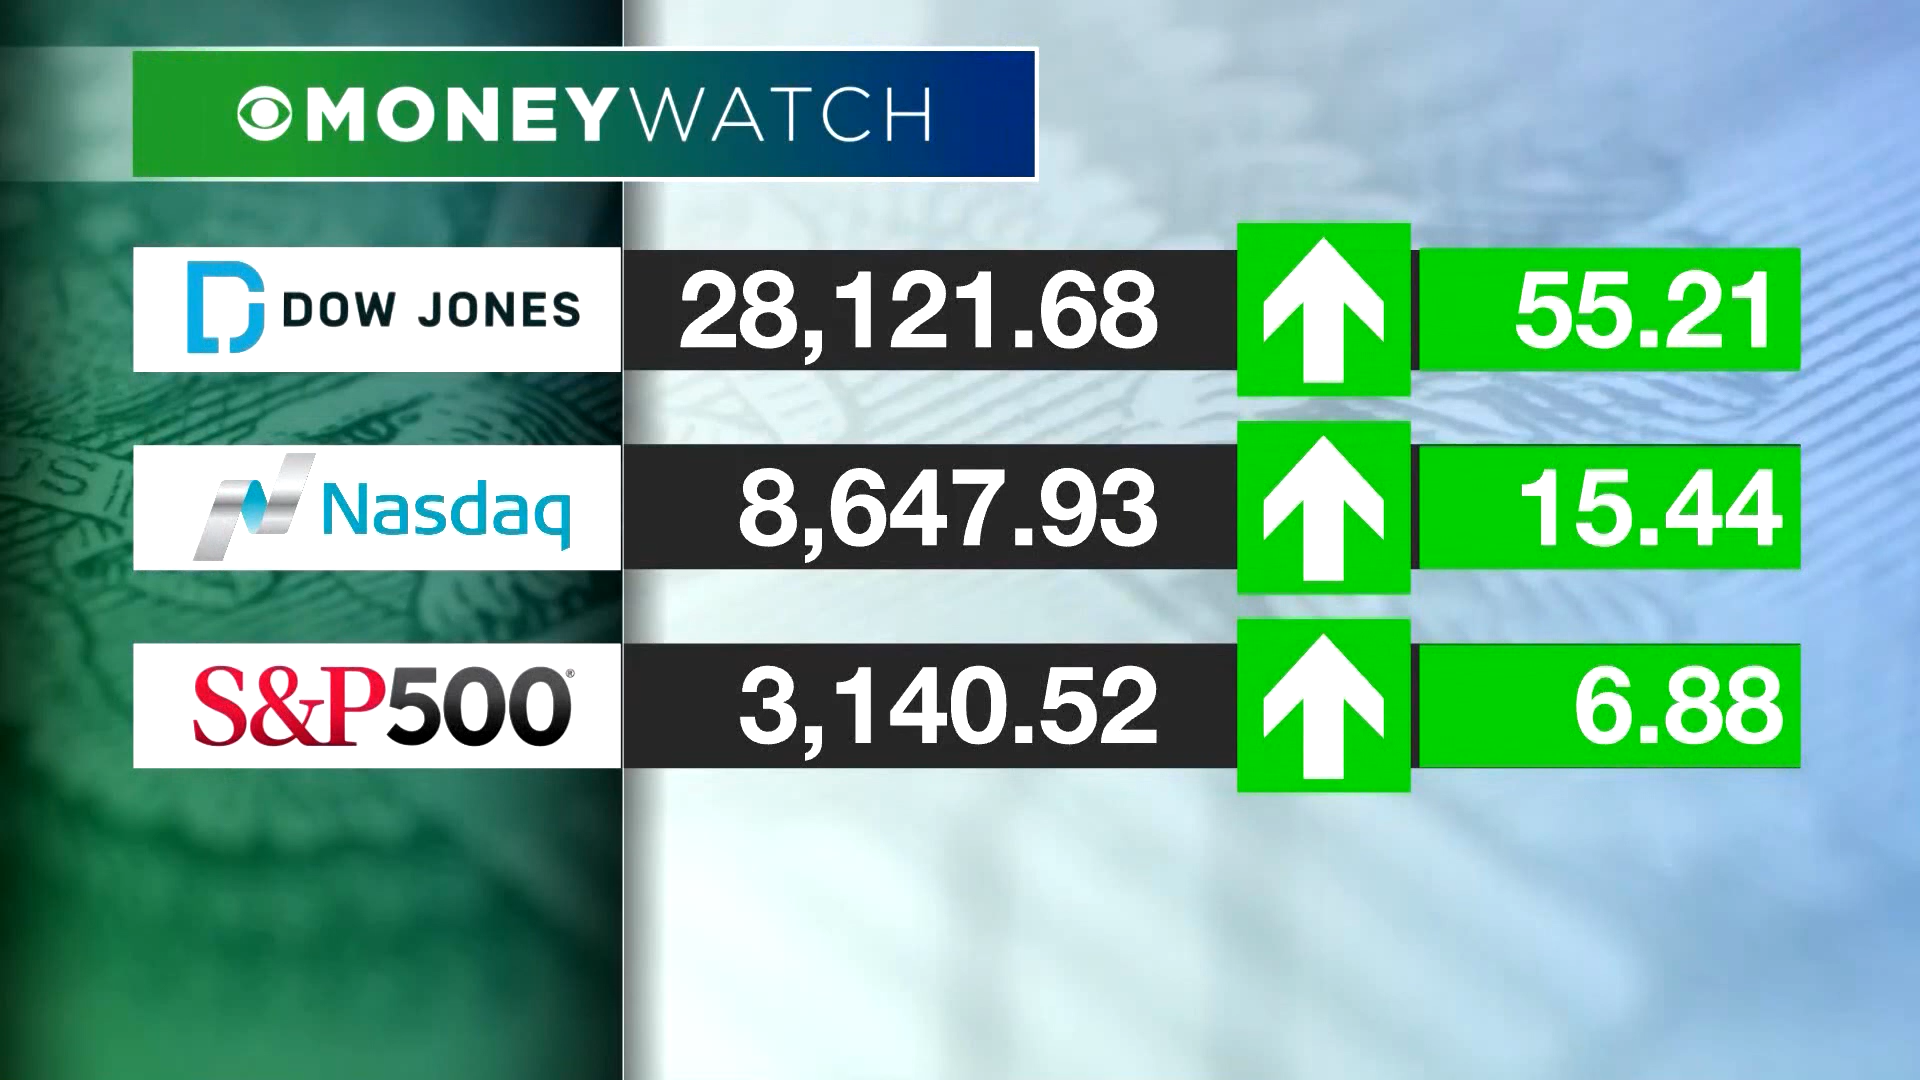 MONEYWATCH
DOW JONES 28,121.68 55.21
Nasdaq 8,647.93 15.44
S&P500® 3,140.52 6.88